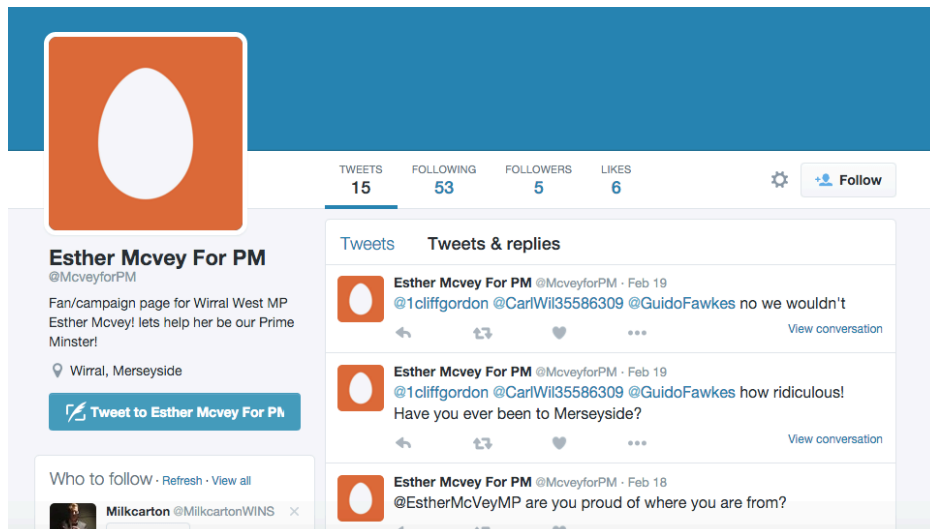 TWEETS FOLLOWING FOLLOWERS LIKES
15 53 5 6
Follow
Esther Mcvey For PM
@McveyforPM
Fan/campaign page for Wirral West MP
Esther Mcvey! lets help her be our Prime
Minster!
Wirral, Merseyside
Tweet to Esther Mcvey For
Who to follow · Refresh · View all
Milkcarton @MilkcartonWINS
Tweets Tweets & replies
Esther Mcvey For PM @McveyforPM · Feb 19
@1cliffgordon @CarlWil35586309 @GuidoFawkes no we wouldn't
View conversation
Esther Mcvey For PM @McveyforPM · Feb 19
@1cliffgordon @CarlWil35586309 @GuidoFawkes how ridiculous!
Have you ever been to Merseyside?
View conversation
Esther Mcvey For PM @McveyforPM · Feb 18
@EstherMcVeyMP are you proud of where you are from?